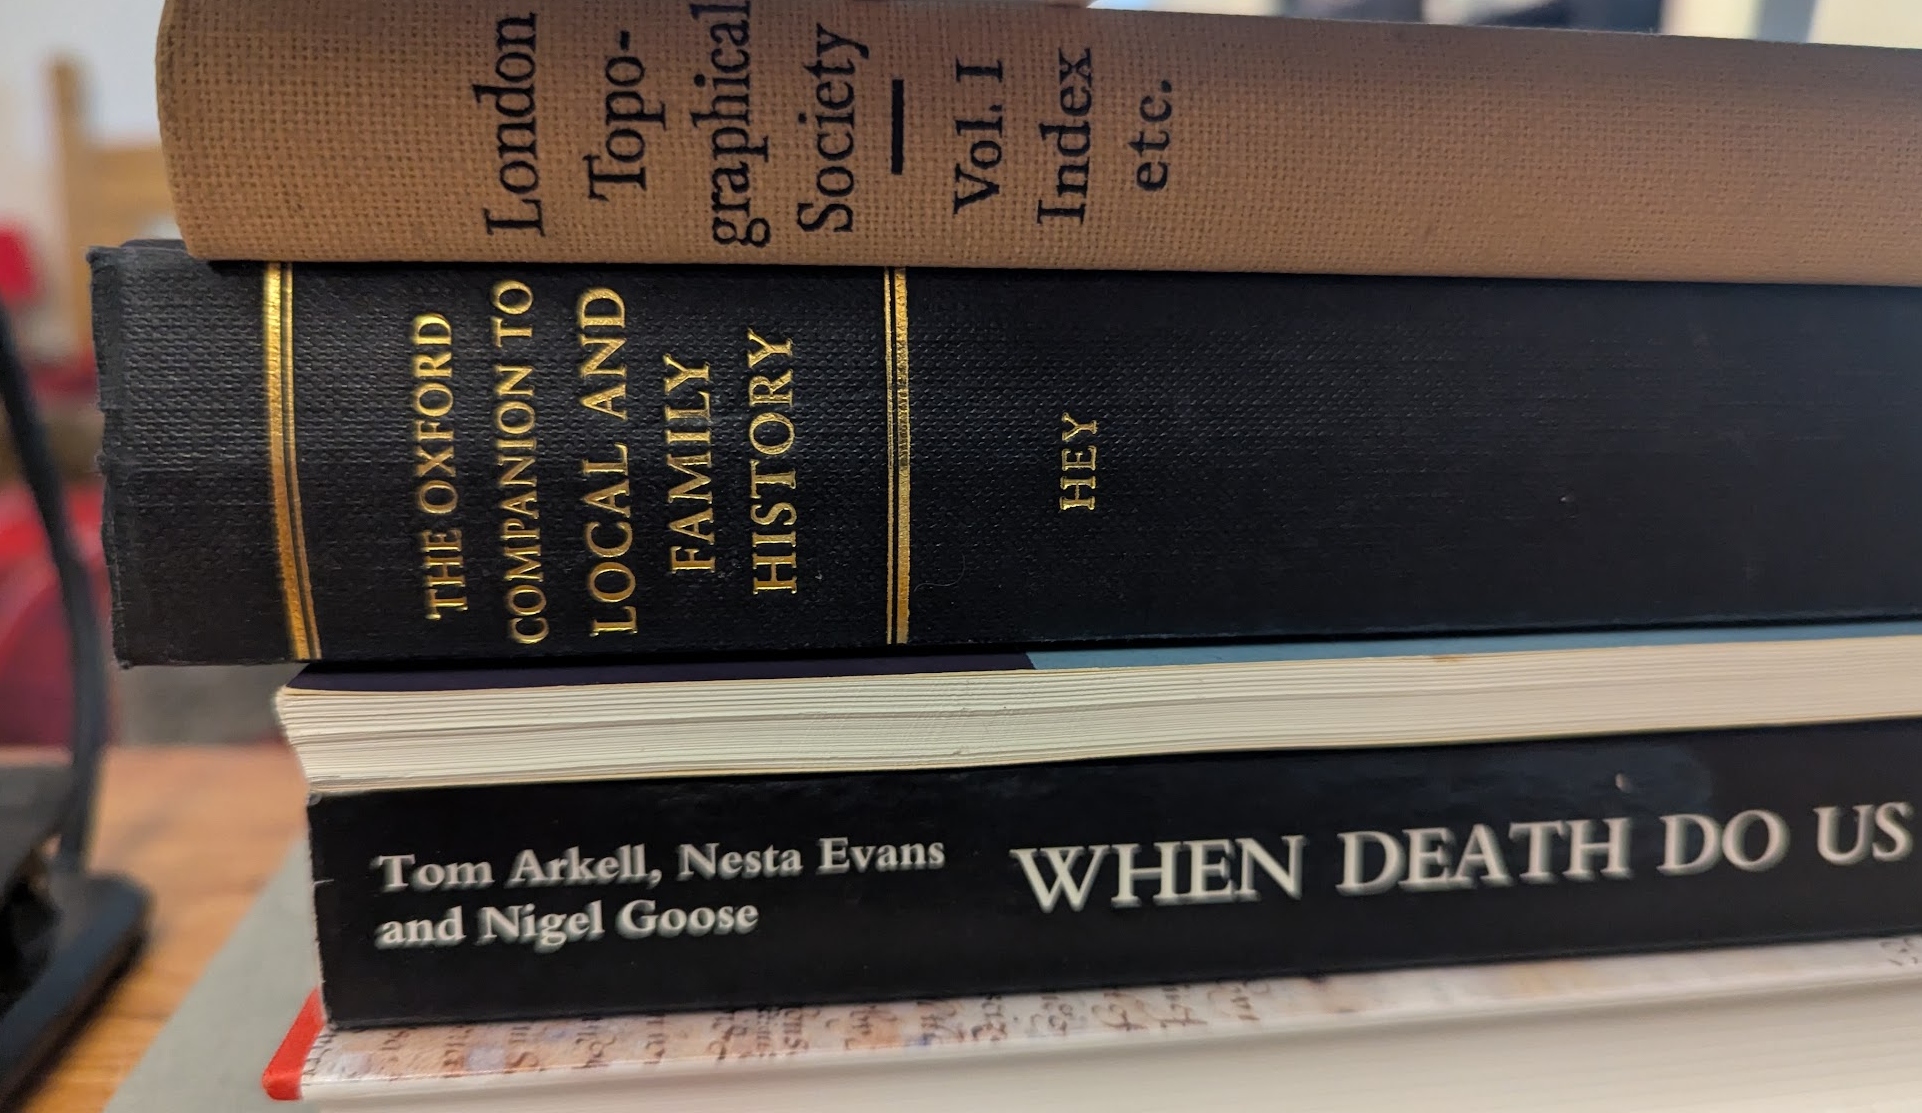 London
Topo-
graphical
Society
Vol. I
Index
etc.
THE OXFORD
COMPANION TO
LOCAL AND
FAMILY
HISTORY
HEY
Tom Arkell, Nesta Evans
and Nigel Goose
WHEN DEATH DO US